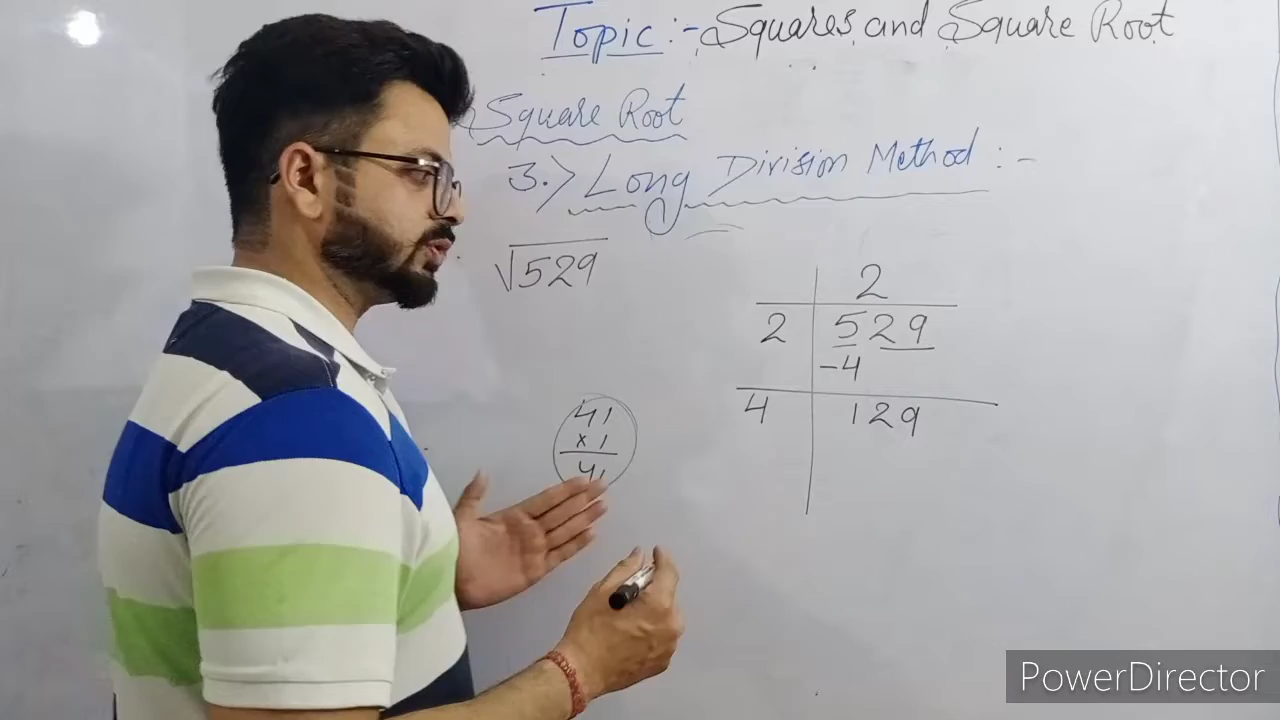 Topic :- Squares and Square Root
Square Root
3.> Long Division Method :-
√529
2
2 529
-4
4 129
41
× 1
41
PowerDirector